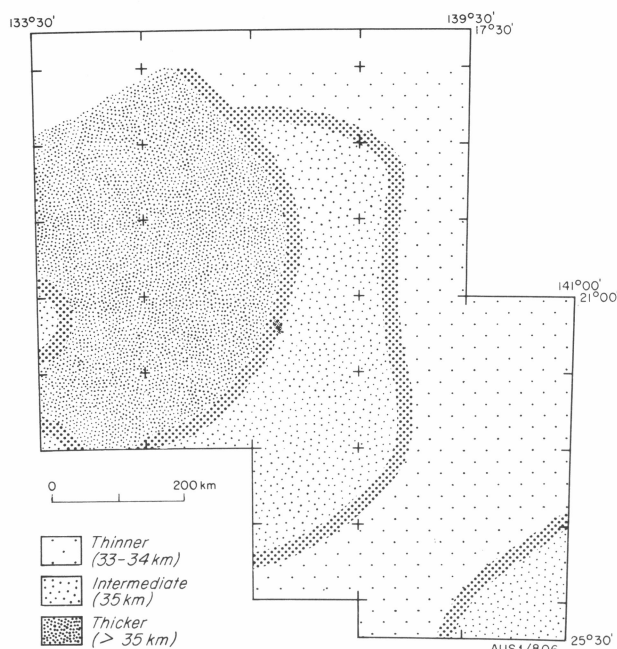 133°30'
139°30'
17°30'
141°00'
21°00'
0 200 km
Thinner
(33-34 km)
Intermediate
(35 km)
Thicker
(> 35 km)
25°30'